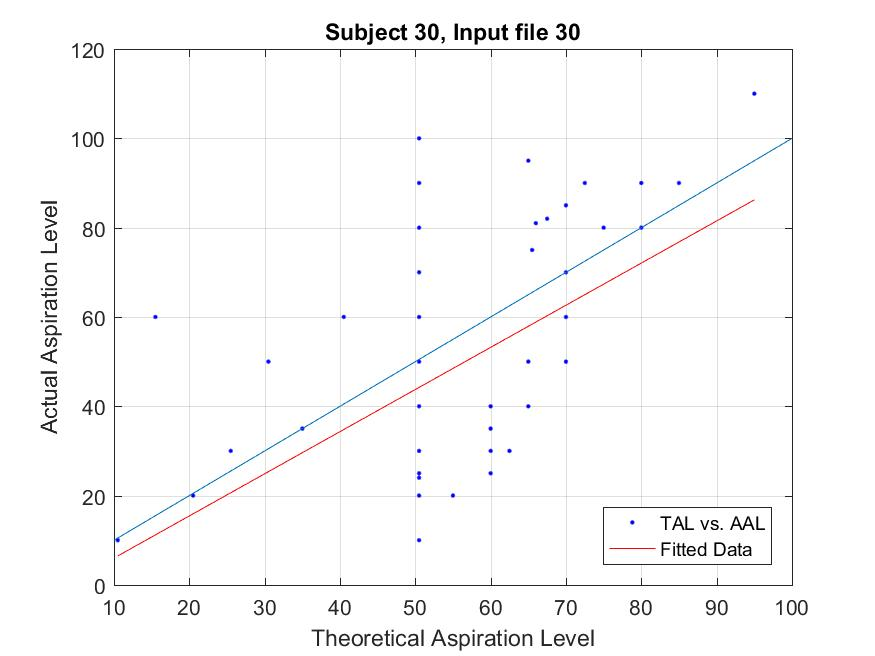 Subject 30, Input file 30
120
100
80
60
40
20
0
Actual Aspiration Level
10 20 30 40 50 60 70 80 90 100
Theoretical Aspiration Level
TAL vs. AAL
Fitted Data